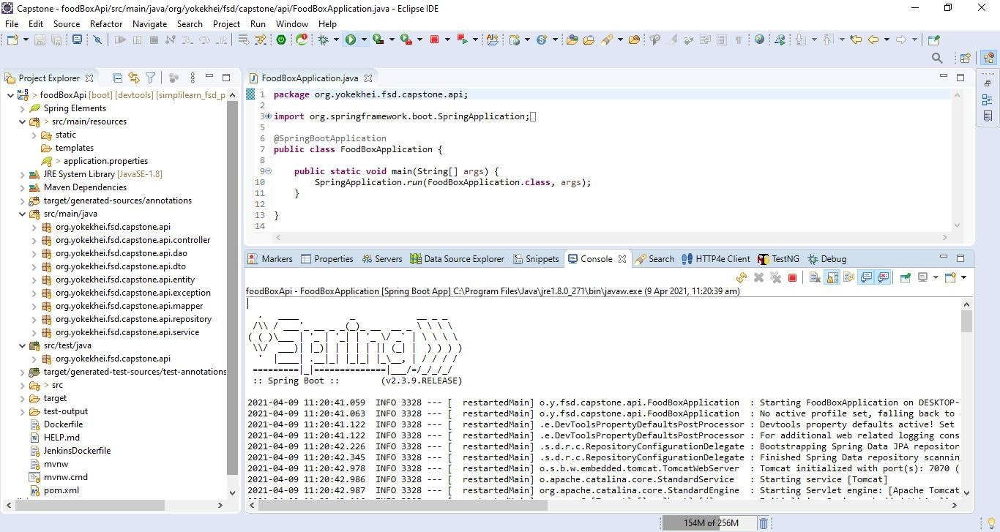 Capstone - foodBoxApi/src/main/java/org/yokekhei/fsd/capstone/api/FoodBoxApplication.java - Eclipse IDE
File Edit Source Refactor Navigate Search Project Run Window Help
Project Explorer
> foodBoxApi [boot] [devtools] [simplilearn_fsd_p
Spring Elements
> src/main/resources
static
templates
> application.properties
JRE System Library [JavaSE-1.8]
Maven Dependencies
target/generated-sources/annotations
src/main/java
org.yokekhei.fsd.capstone.api
org.yokekhei.fsd.capstone.api.controller
org.yokekhei.fsd.capstone.api.dao
org.yokekhei.fsd.capstone.api.dto
org.yokekhei.fsd.capstone.api.entity
org.yokekhei.fsd.capstone.api.exception
org.yokekhei.fsd.capstone.api.mapper
org.yokekhei.fsd.capstone.api.repository
org.yokekhei.fsd.capstone.api.service
src/test/java
org.yokekhei.fsd.capstone.api
target/generated-test-sources/test-annotations
> src
target
test-output
Dockerfile
HELP.md
JenkinsDockerfile
mvnw
mvnw.cmd
pom.xml
FoodBoxApplication.java
1 package org.yokekhei.fsd.capstone.api;
2
3 import org.springframework.boot.SpringApplication;
5
6 @SpringBootApplication
7 public class FoodBoxApplication {
8
9 public static void main(String[] args) {
10 SpringApplication.run(FoodBoxApplication.class, args);
11 }
12
13 }
14
Markers Properties Servers Data Source Explorer Snippets Console Search HTTP4e Client TestNG Debug
foodBoxApi - FoodBoxApplication [Spring Boot App] C:\Program Files\Java\jre1.8.0_271\bin\javaw.exe (9 Apr 2021, 11:20:39 am)
Spring
:: Spring Boot :: (v2.3.9.RELEASE)
2021-04-09 11:20:41.059 INFO 3328 --- [ restartedMain] o.y.fsd.capstone.api.FoodBoxApplication : Starting FoodBoxApplication on DESKTOP-
2021-04-09 11:20:41.063 INFO 3328 --- [ restartedMain] o.y.fsd.capstone.api.FoodBoxApplication : No active profile set, falling back to
2021-04-09 11:20:41.122 INFO 3328 --- [ restartedMain] .e.DevToolsPropertyDefaultsPostProcessor : Devtools property defaults active! Set
2021-04-09 11:20:41.122 INFO 3328 --- [ restartedMain] .e.DevToolsPropertyDefaultsPostProcessor : For additional web related logging cons
2021-04-09 11:20:42.226 INFO 3328 --- [ restartedMain] .s.d.r.c.RepositoryConfigurationDelegate : Bootstrapping Spring Data JPA repositor
2021-04-09 11:20:42.345 INFO 3328 --- [ restartedMain] .s.d.r.c.RepositoryConfigurationDelegate : Finished Spring Data repository scannin
2021-04-09 11:20:42.978 INFO 3328 --- [ restartedMain] o.s.b.w.embedded.tomcat.TomcatWebServer : Tomcat initialized with port(s): 7070 (
2021-04-09 11:20:42.986 INFO 3328 --- [ restartedMain] o.apache.catalina.core.StandardService : Starting service [Tomcat]
2021-04-09 11:20:42.987 INFO 3328 --- [ restartedMain] org.apache.catalina.core.StandardEngine : Starting Servlet engine: [Apache Tomcat
154M of 256M